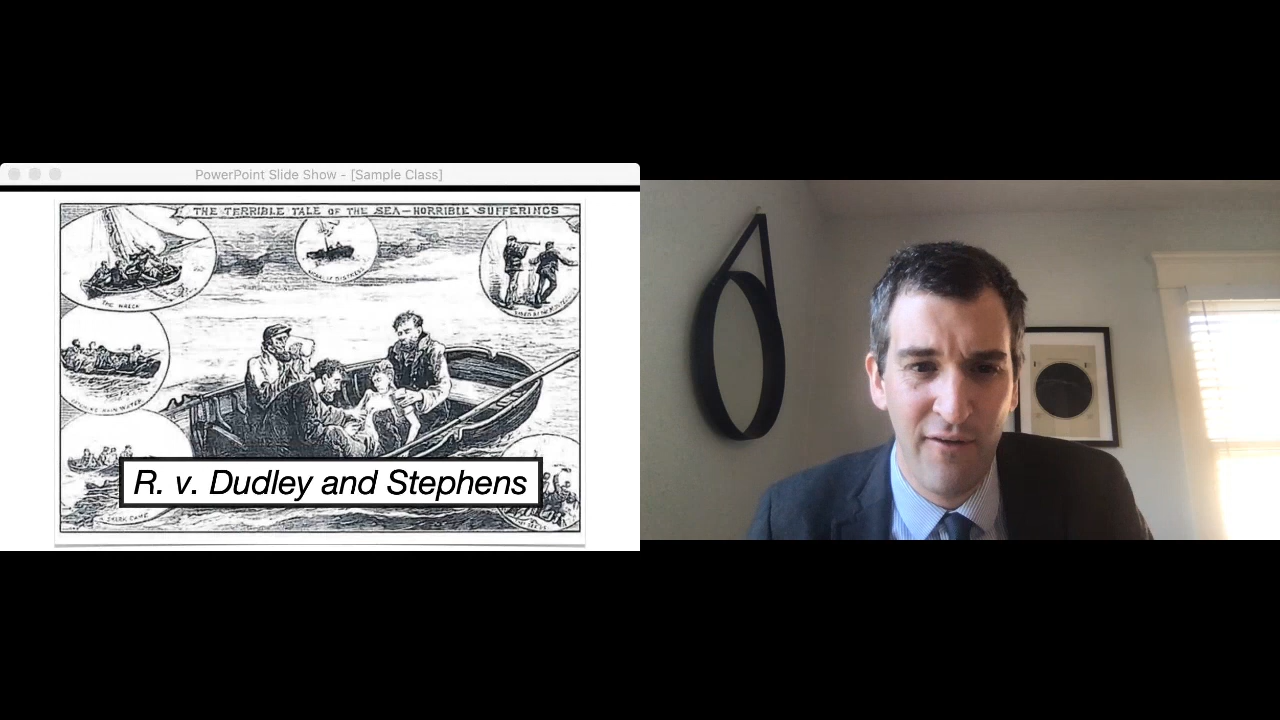 PowerPoint Slide Show - [Sample Class]
THE TERRIBLE TALE OF THE SEA—HORRIBLE SUFFERINGS
THE WRECK
R. v. Dudley and Stephens